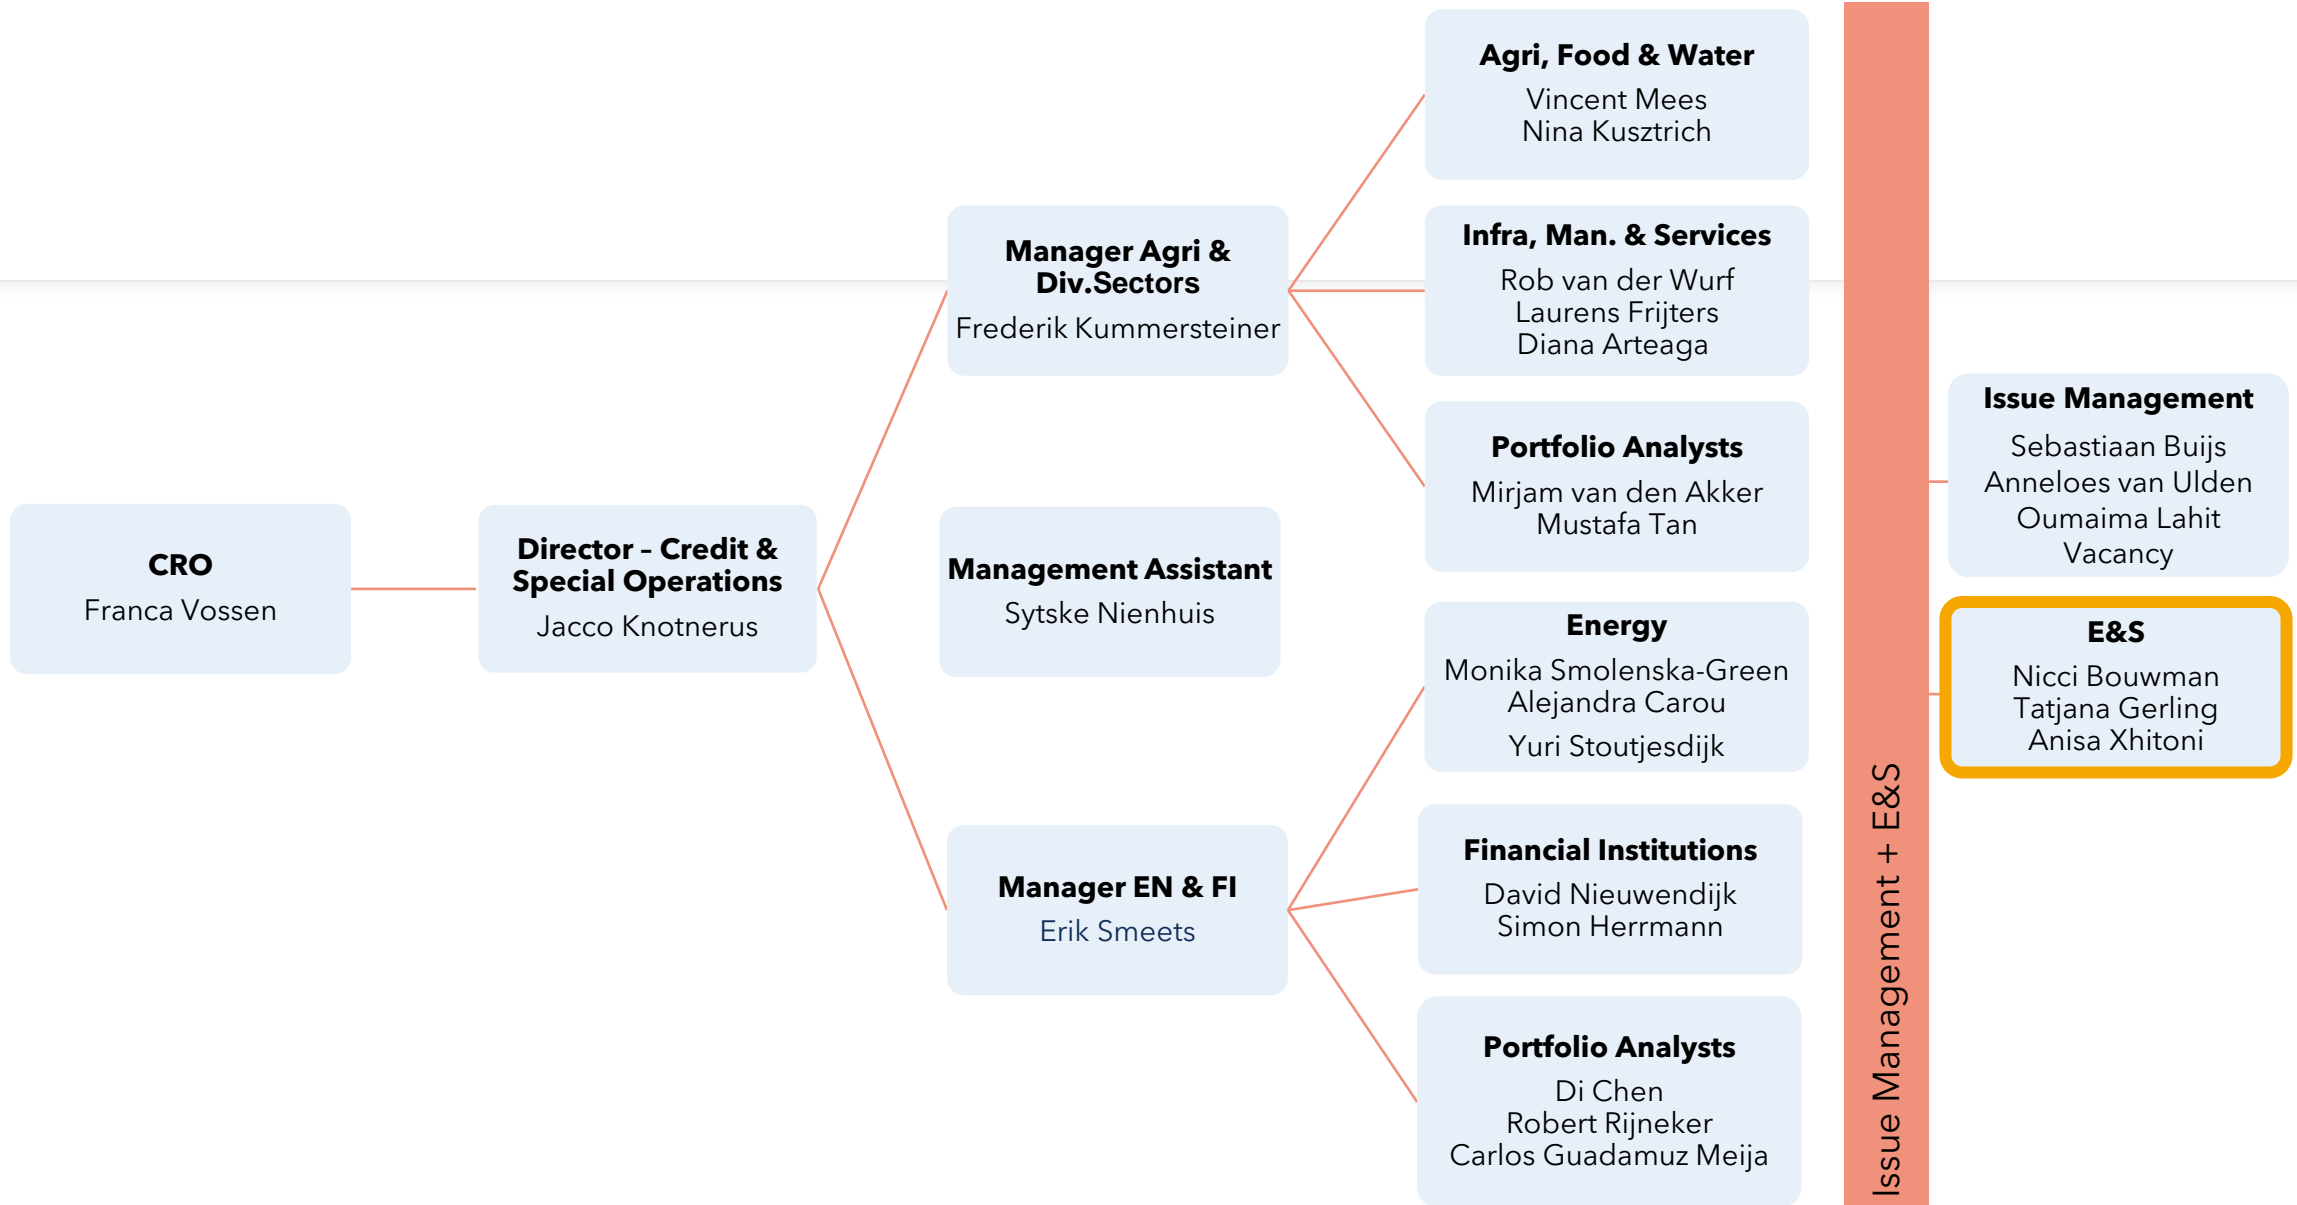 CRO
Franca Vossen
Director – Credit &
Special Operations
Jacco Knotnerus
Manager Agri &
Div.Sectors
Frederik Kummersteiner
Management Assistant
Sytske Nienhuis
Manager EN & FI
Erik Smeets
Agri, Food & Water
Vincent Mees
Nina Kusztrich
Infra, Man. & Services
Rob van der Wurf
Laurens Frijters
Diana Arteaga
Portfolio Analysts
Mirjam van den Akker
Mustafa Tan
Energy
Monika Smolenska-Green
Alejandra Carou
Yuri Stoutjesdijk
Financial Institutions
David Nieuwendijk
Simon Herrmann
Portfolio Analysts
Di Chen
Robert Rijneker
Carlos Guadamuz Meija
Issue Management + E&S
Issue Management
Sebastiaan Buijs
Anneloes van Ulden
Oumaima Lahit
Vacancy
E&S
Nicci Bouwman
Tatjana Gerling
Anisa Xhitoni